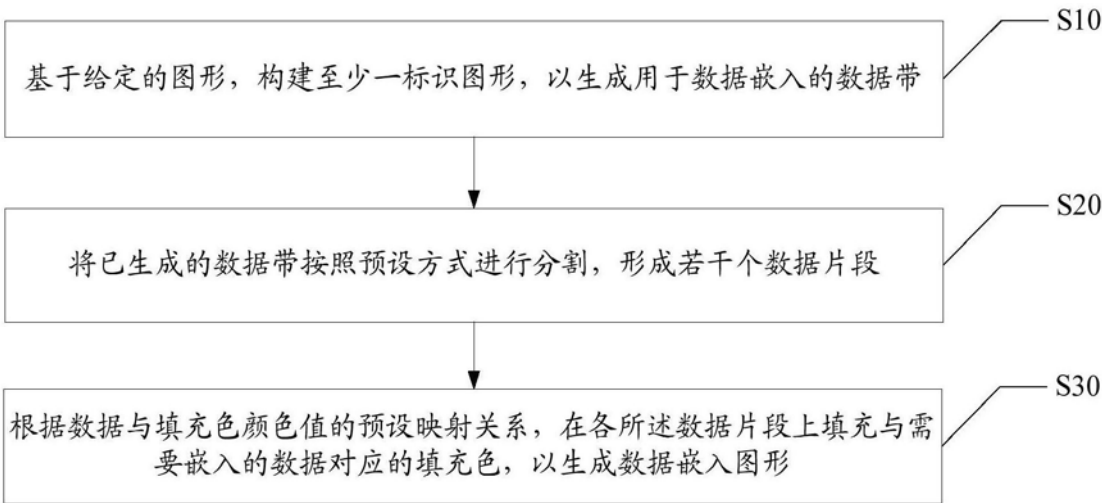 S10
基于给定的图形，构建至少一标识图形，以生成用于数据嵌入的数据带
S20
将已生成的数据带按照预设方式进行分割，形成若干个数据片段
S30
根据数据与填充色颜色值的预设映射关系，在各所述数据片段上填充与需
要嵌入的数据对应的填充色，以生成数据嵌入图形